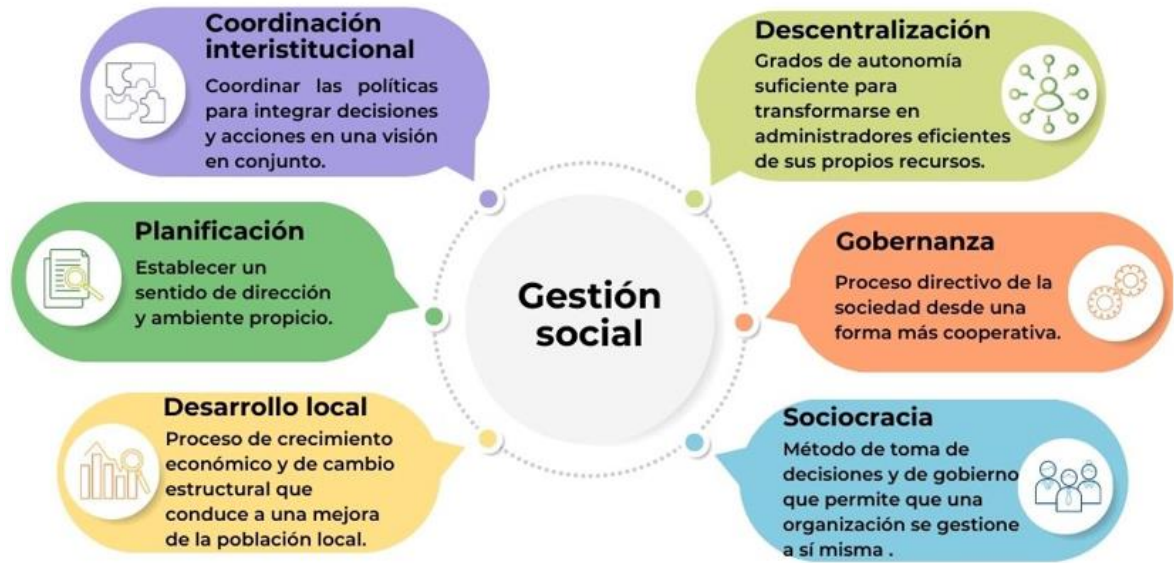 Coordinación
interistitucional
Coordinar las políticas
para integrar decisiones
y acciones en una visión
en conjunto.
Descentralización
Grados de autonomía
suficiente para
transformarse en
administradores eficientes
de sus propios recursos.
Planificación
Establecer un
sentido de dirección
y ambiente propicio.
Gestión
social
Gobernanza
Proceso directivo de la
sociedad desde una
forma más cooperativa.
Desarrollo local
Proceso de crecimiento
económico y de cambio
estructural que
conduce a una mejora
de la población local.
Sociocracia
Método de toma de
decisiones y de gobierno
que permite que una
organización se gestione
a sí misma .